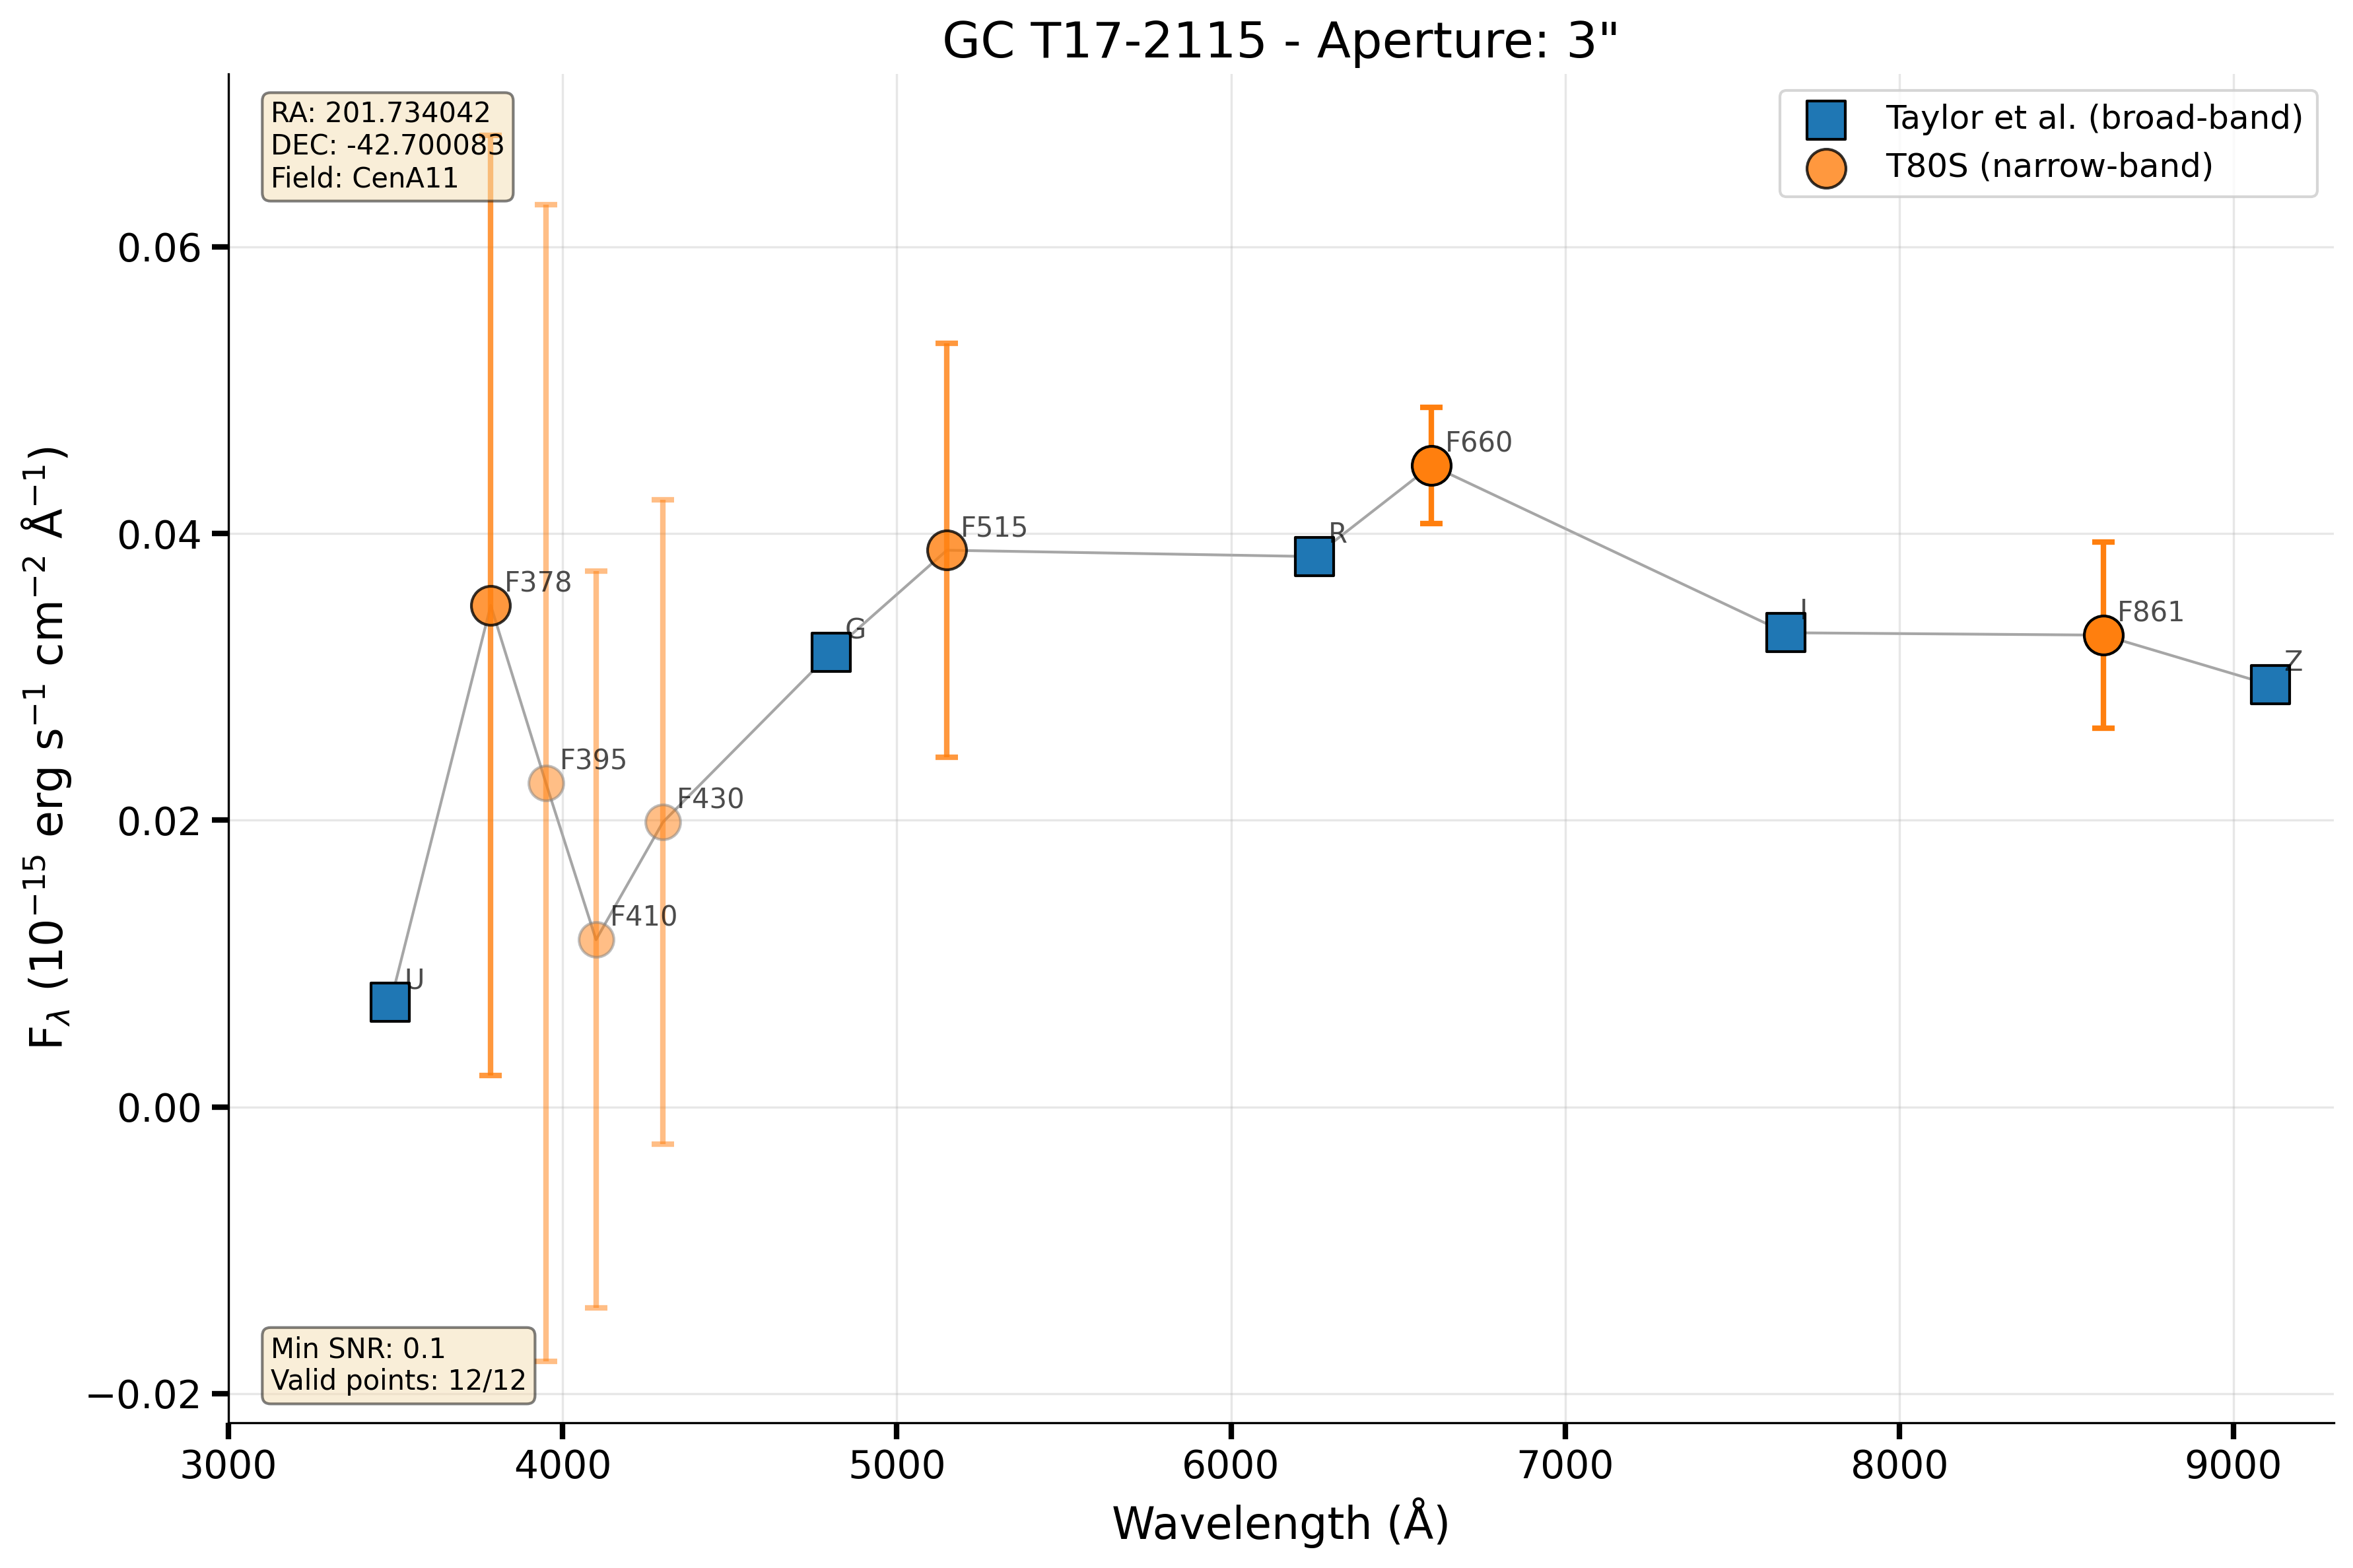 GC T17-2115 - Aperture: 3"
RA: 201.734042
DEC: -42.700083
Field: CenA11
Taylor et al. (broad-band)
T80S (narrow-band)
F_λ (10⁻¹⁵ erg s⁻¹ cm⁻² Å⁻¹)
0.06
0.04
0.02
0.00
−0.02
U
F378
F395
F410
F430
G
F515
R
F660
I
F861
Z
Min SNR: 0.1
Valid points: 12/12
3000 4000 5000 6000 7000 8000 9000
Wavelength (Å)